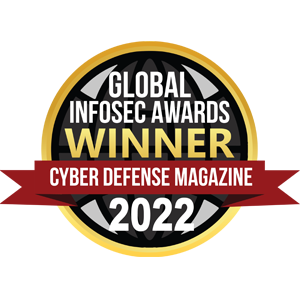 GLOBAL
INFOSEC AWARDS
WINNER
CYBER DEFENSE MAGAZINE
2022